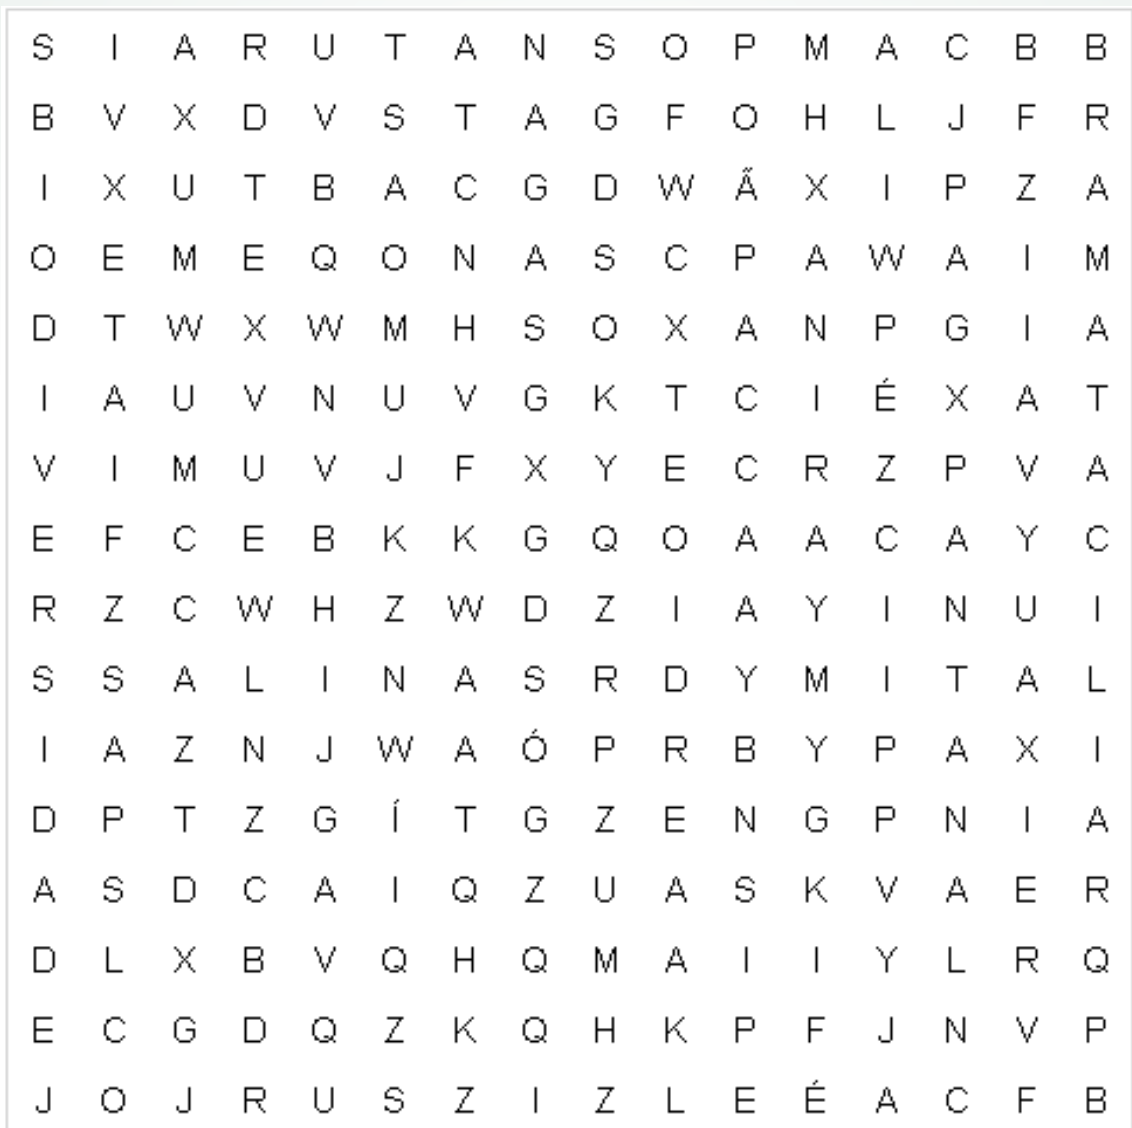 S I A R U T A N S O P M A C B B
B V X D V S T A G F O H L J F R
I X U T B A C G D W Ã X I P Z A
O E M E Q O N A S C P A W A I M
D T W X W M H S O X A N P G I A
I A U V N U V G K T C I É X A T
V I M U V J F X Y E C R Z P V A
E F C E B K K G Q O A A C A Y C
R Z C W H Z W D Z I A Y I N U I
S S A L I N A S R D Y M I T A L
I A Z N J W A Ó P R B Y P A X I
D P T Z G Í T G Z E N G P N I A
A S D C A I Q Z U A S K V A E R
D L X B V Q H Q M A I I Y L R Q
E C G D Q Z K Q H K P F J N V P
J O J R U S Z I Z L E É A C F B